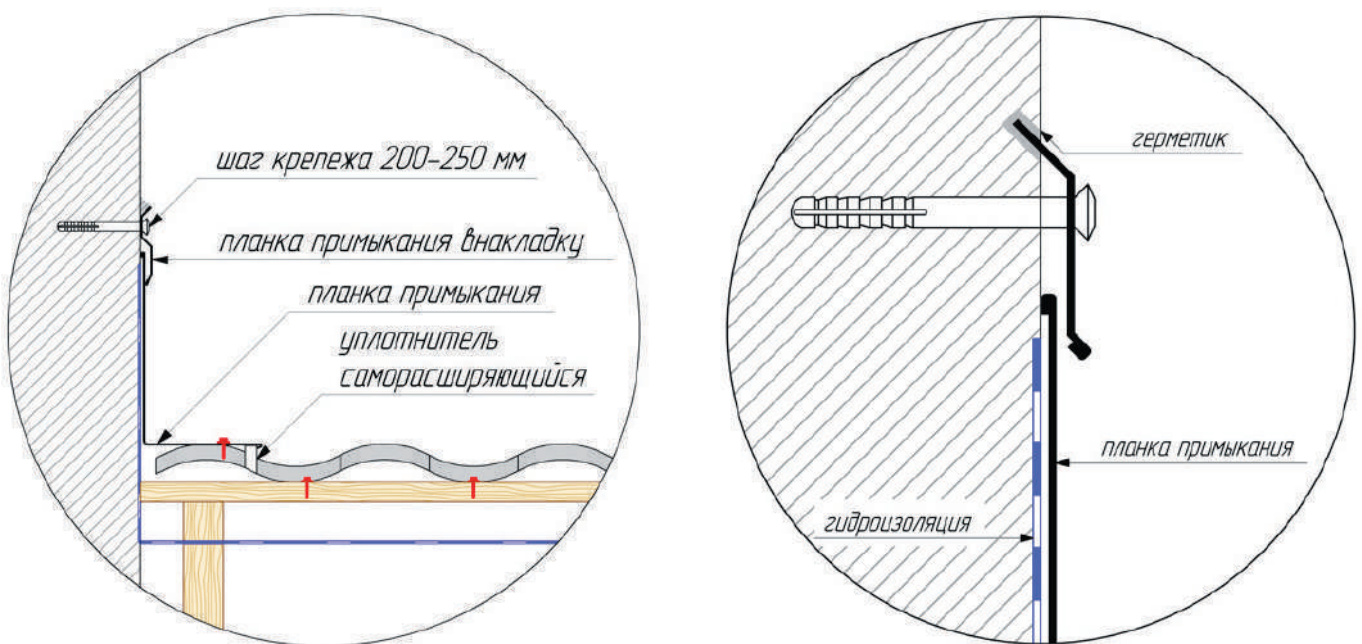 шаг крепежа 200-250 мм
планка примыкания внакладку
планка примыкания
уплотнитель
саморасширяющийся
герметик
планка примыкания
гидроизоляция